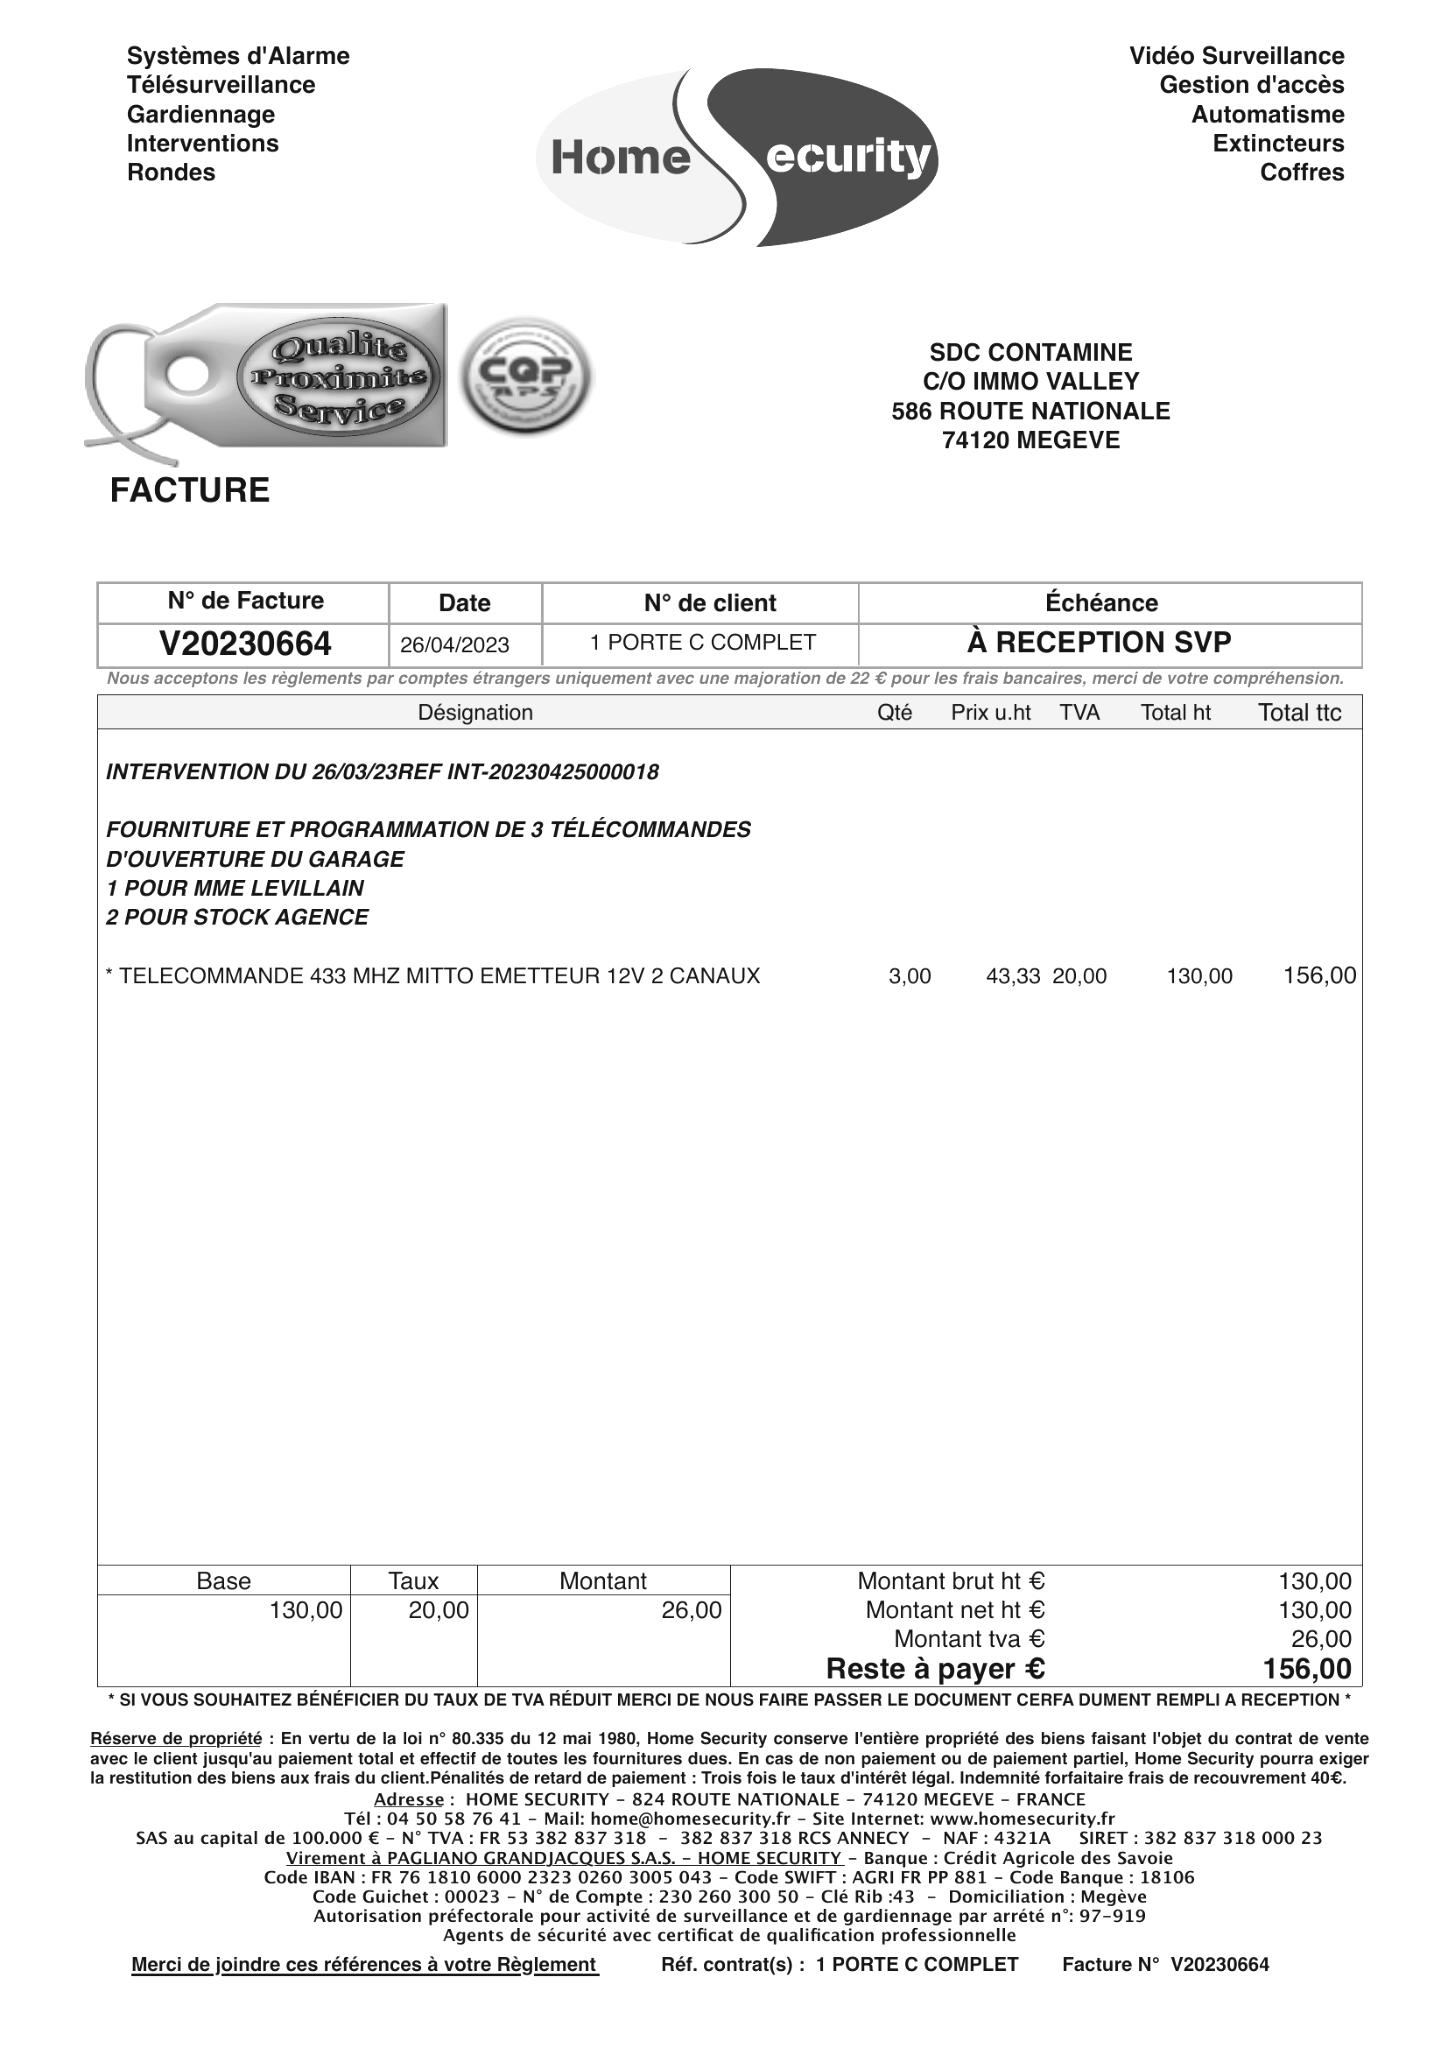 Systèmes d'Alarme
Télésurveillance
Gardiennage
Interventions
Rondes
Home Security
Vidéo Surveillance
Gestion d'accès
Automatisme
Extincteurs
Coffres
Qualité
Proximité
Service
CQP
APS
SDC CONTAMINE
C/O IMMO VALLEY
586 ROUTE NATIONALE
74120 MEGEVE
FACTURE
N° de Facture Date N° de client Échéance
V20230664 26/04/2023 1 PORTE C COMPLET À RECEPTION SVP
Nous acceptons les règlements par comptes étrangers uniquement avec une majoration de 22 € pour les frais bancaires, merci de votre compréhension.
Désignation Qté Prix u.ht TVA Total ht Total ttc
INTERVENTION DU 26/03/23REF INT-20230425000018
FOURNITURE ET PROGRAMMATION DE 3 TÉLÉCOMMANDES
D'OUVERTURE DU GARAGE
1 POUR MME LEVILLAIN
2 POUR STOCK AGENCE
* TELECOMMANDE 433 MHZ MITTO EMETTEUR 12V 2 CANAUX 3,00 43,33 20,00 130,00 156,00
Base Taux Montant Montant brut ht € 130,00
130,00 20,00 26,00 Montant net ht € 130,00
Montant tva € 26,00
Reste à payer € 156,00
* SI VOUS SOUHAITEZ BÉNÉFICIER DU TAUX DE TVA RÉDUIT MERCI DE NOUS FAIRE PASSER LE DOCUMENT CERFA DUMENT REMPLI A RECEPTION *
Réserve de propriété : En vertu de la loi n° 80.335 du 12 mai 1980, Home Security conserve l'entière propriété des biens faisant l'objet du contrat de vente
avec le client jusqu'au paiement total et effectif de toutes les fournitures dues. En cas de non paiement ou de paiement partiel, Home Security pourra exiger
la restitution des biens aux frais du client.Pénalités de retard de paiement : Trois fois le taux d'intérêt légal. Indemnité forfaitaire frais de recouvrement 40€.
Adresse : HOME SECURITY – 824 ROUTE NATIONALE – 74120 MEGEVE – FRANCE
Tél : 04 50 58 76 41 – Mail: home@homesecurity.fr – Site Internet: www.homesecurity.fr
SAS au capital de 100.000 € – N° TVA : FR 53 382 837 318 – 382 837 318 RCS ANNECY – NAF : 4321A SIRET : 382 837 318 000 23
Virement à PAGLIANO GRANDJACQUES S.A.S. – HOME SECURITY – Banque : Crédit Agricole des Savoie
Code IBAN : FR 76 1810 6000 2323 0260 3005 043 – Code SWIFT : AGRI FR PP 881 – Code Banque : 18106
Code Guichet : 00023 – N° de Compte : 230 260 300 50 – Clé Rib :43 – Domiciliation : Megève
Autorisation préfectorale pour activité de surveillance et de gardiennage par arrété n°: 97–919
Agents de sécurité avec certificat de qualification professionnelle
Merci de joindre ces références à votre Règlement Réf. contrat(s) : 1 PORTE C COMPLET Facture N° V20230664